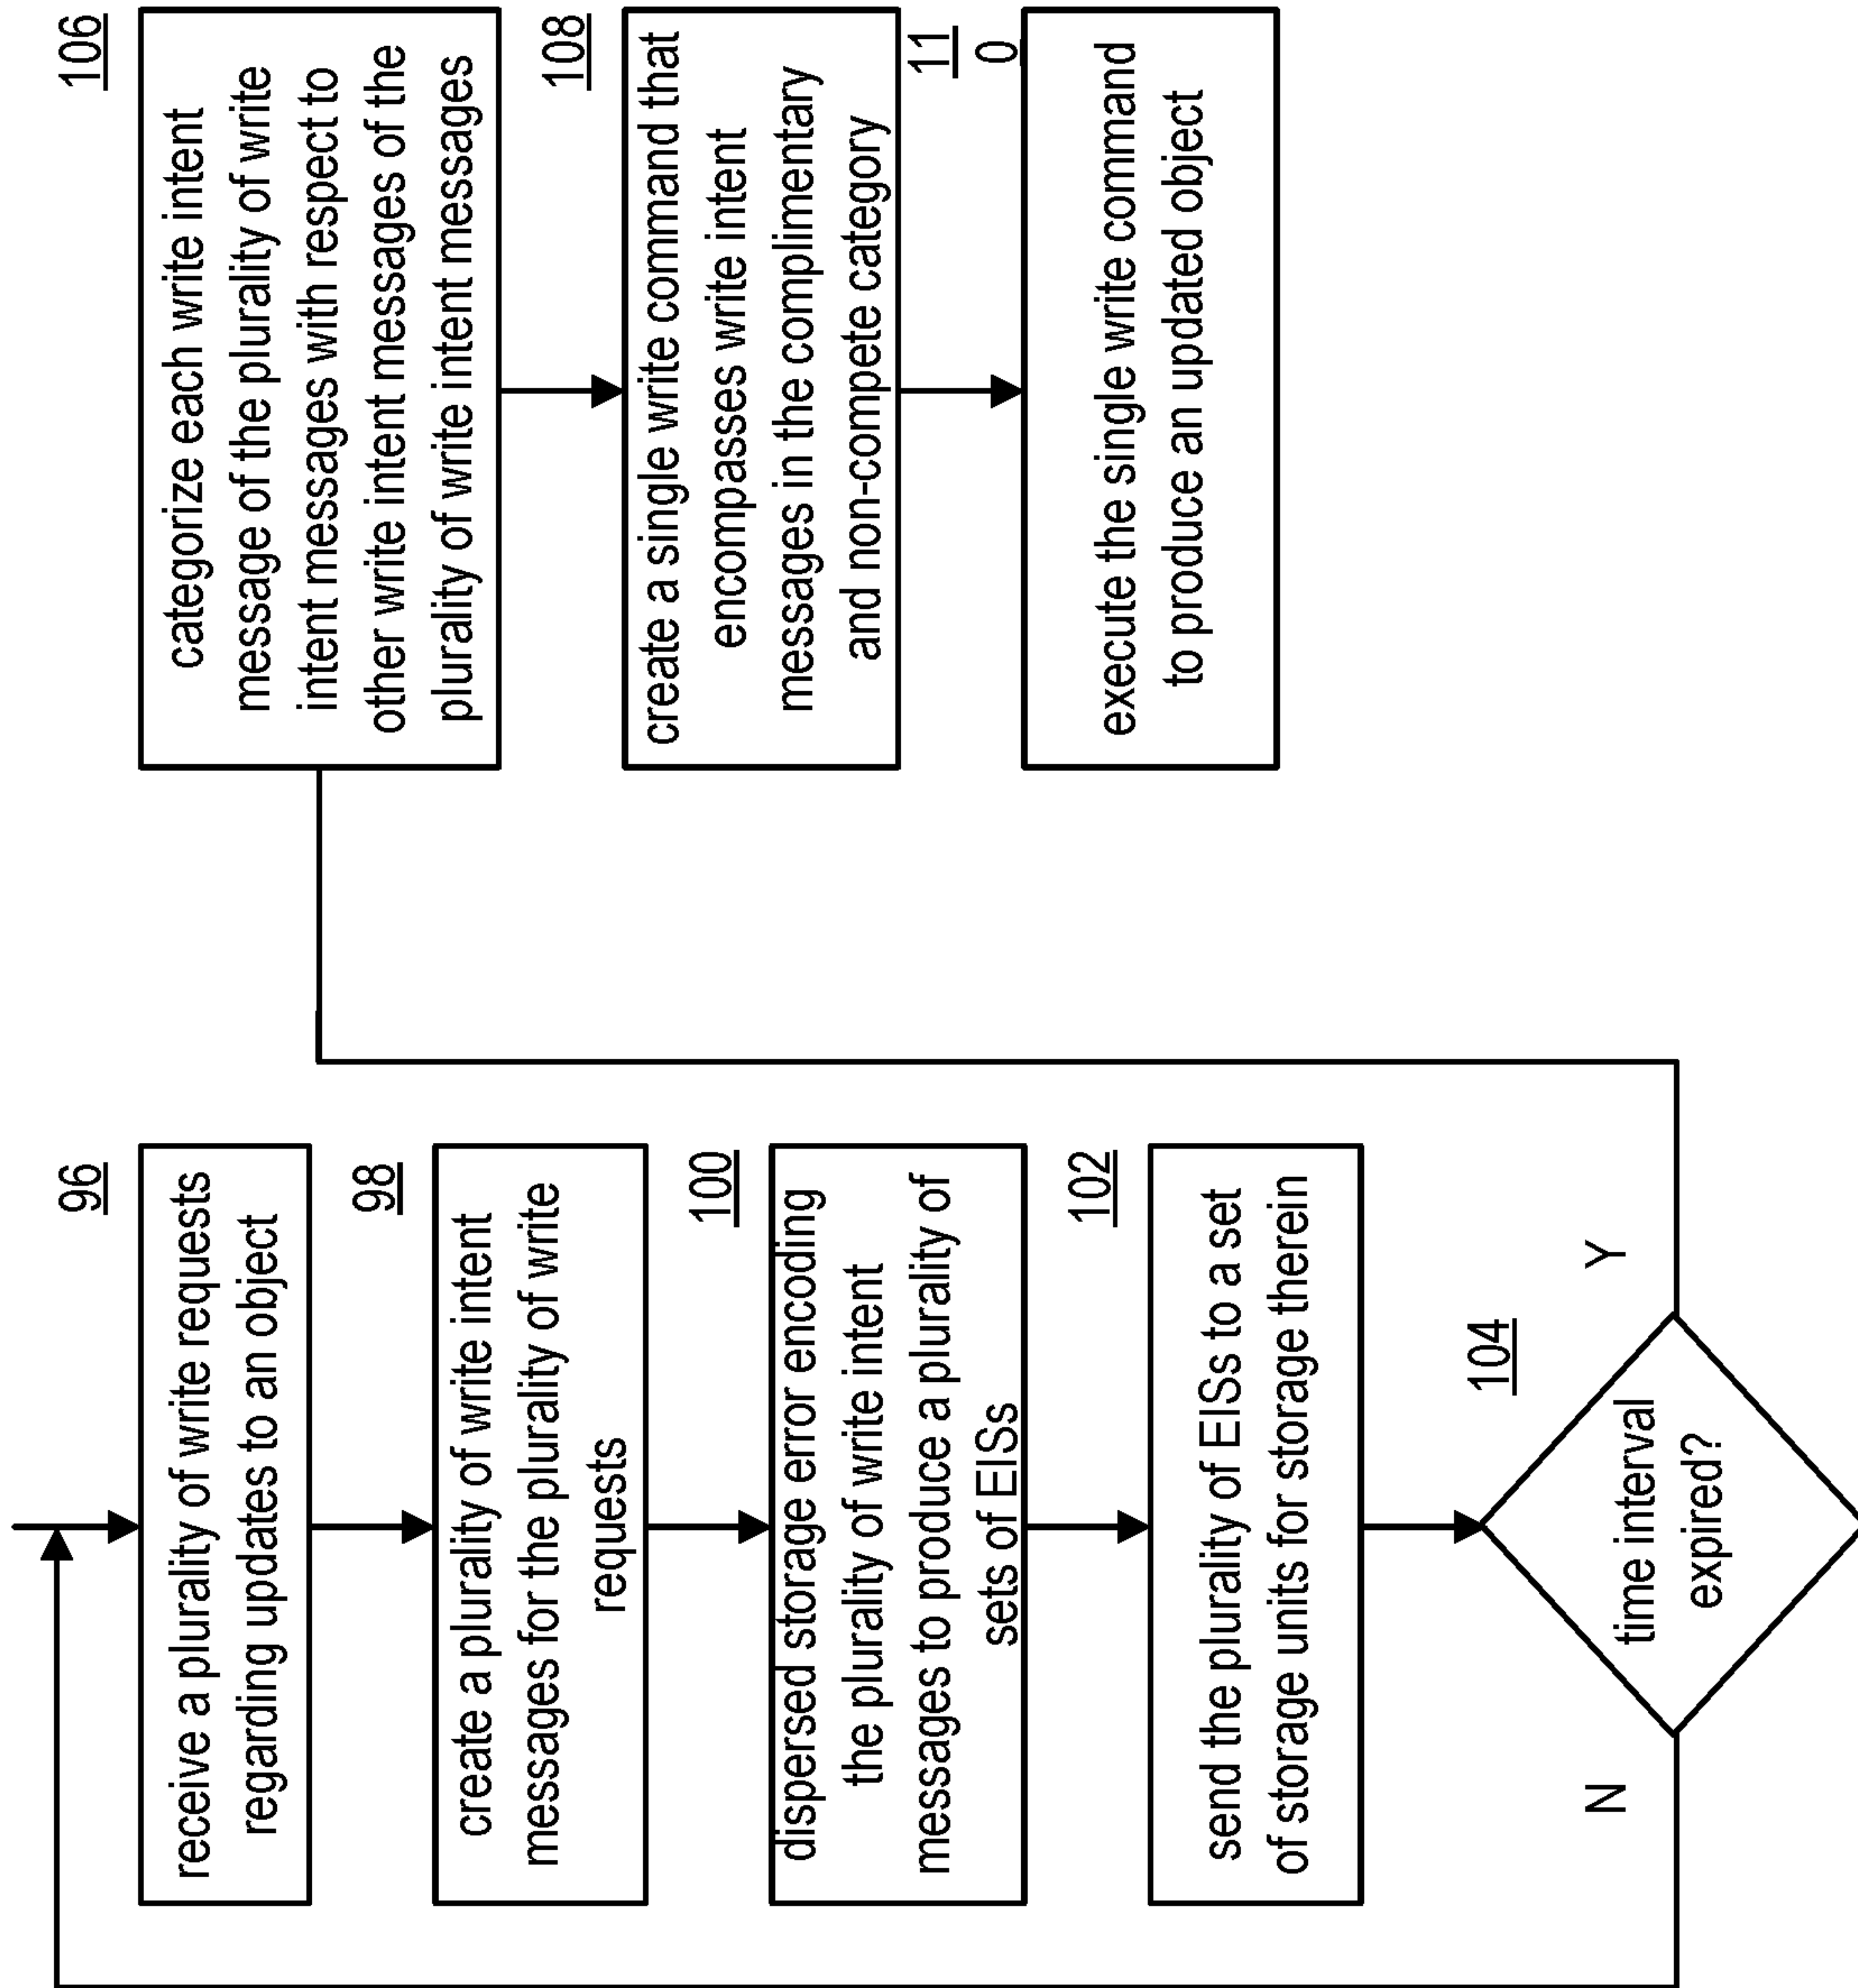 96
receive a plurality of write requests
regarding updates to an object
98
create a plurality of write intent
messages for the plurality of write
requests
100
dispersed storage error encoding
the plurality of write intent
messages to produce a plurality of
sets of EISs
102
send the plurality of EISs to a set
of storage units for storage therein
104
time interval
expired?
N
Y
106
categorize each write intent
message of the plurality of write
intent messages with respect to
other write intent messages of the
plurality of write intent messages
108
create a single write command that
encompasses write intent
messages in the complimentary
and non-compete category
11
0
execute the single write command
to produce an updated object